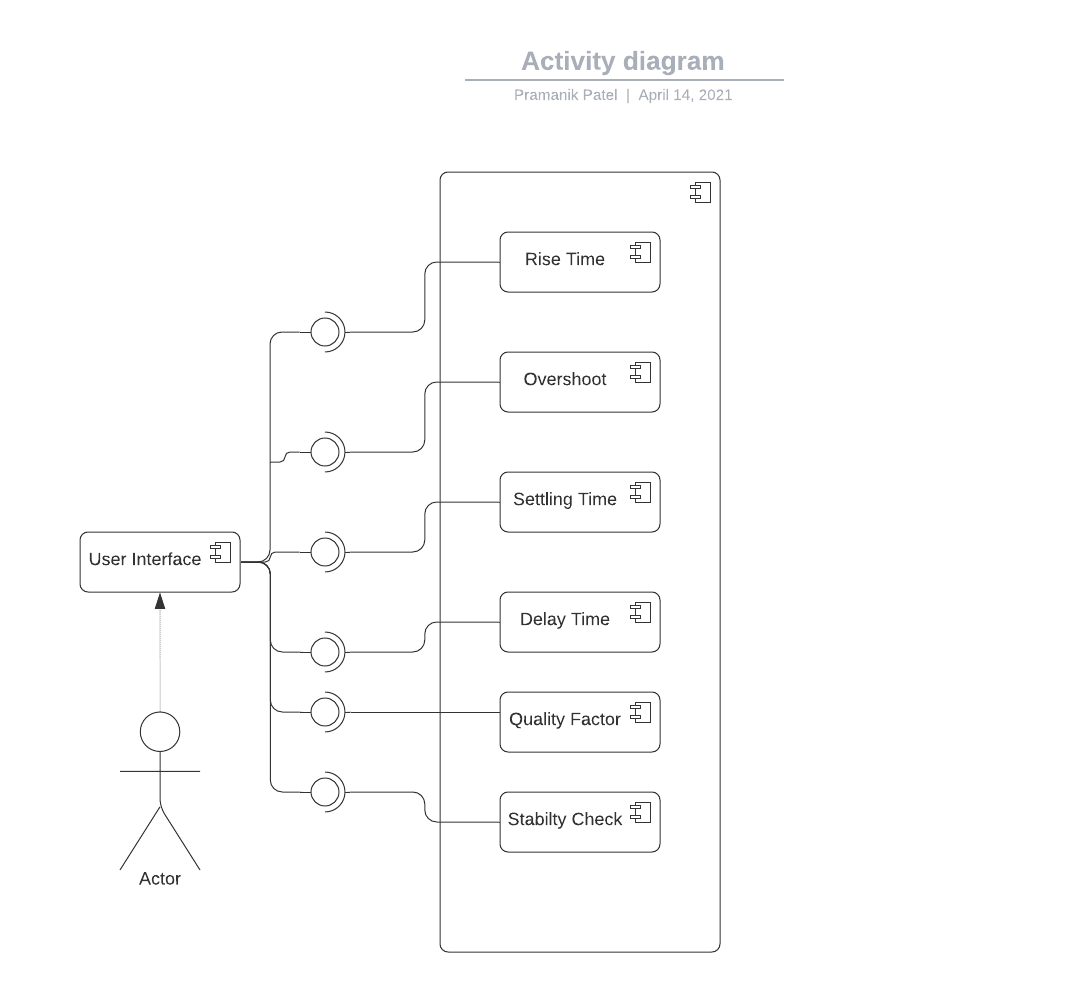 Activity diagram
Pramanik Patel | April 14, 2021
Rise Time
Overshoot
Settling Time
User Interface
Delay Time
Quality Factor
Stabilty Check
Actor